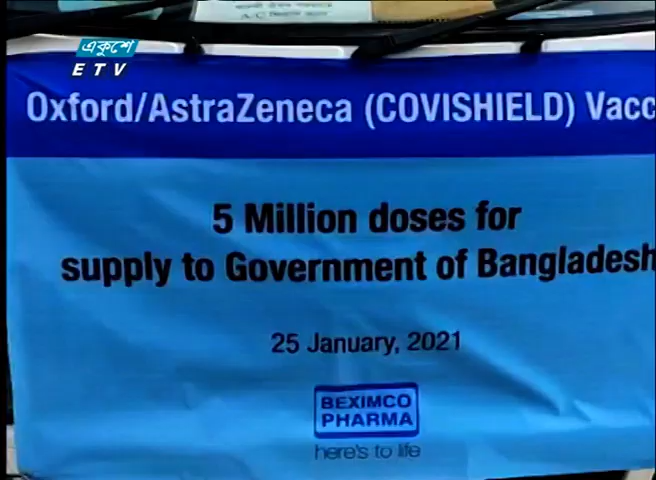 A/C
একুশে
ETV
Oxford/AstraZeneca (COVISHIELD) Vacc
5 Million doses for
supply to Government of Bangladesh
25 January, 2021
BEXIMCO
PHARMA
here's to life